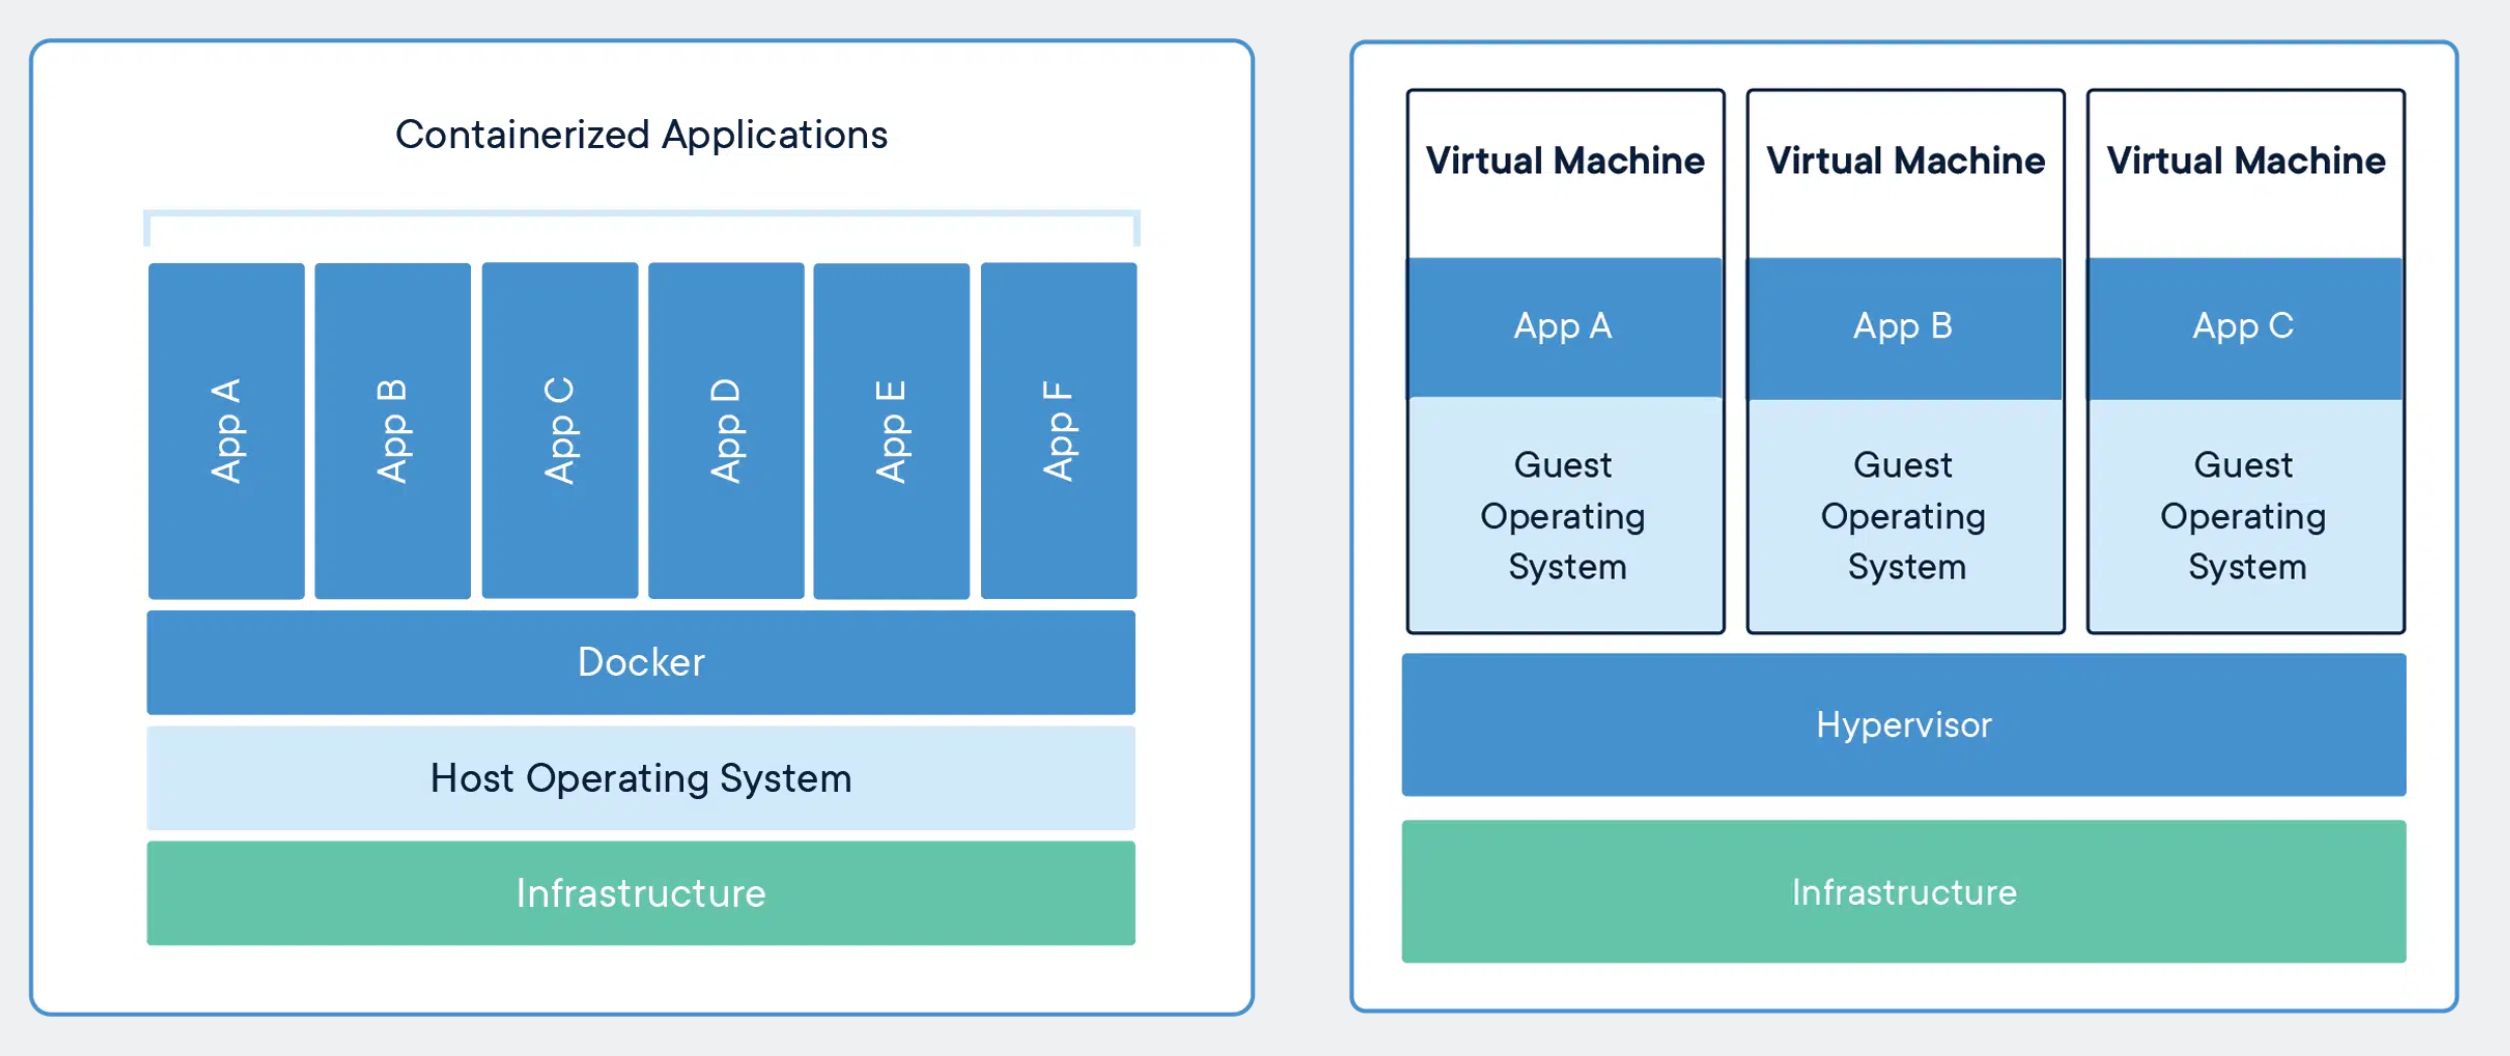 Containerized Applications
App A
App B
App C
App D
App E
App F
Docker
Host Operating System
Infrastructure
Virtual Machine
App A
Guest
Operating
System
Virtual Machine
App B
Guest
Operating
System
Virtual Machine
App C
Guest
Operating
System
Hypervisor
Infrastructure